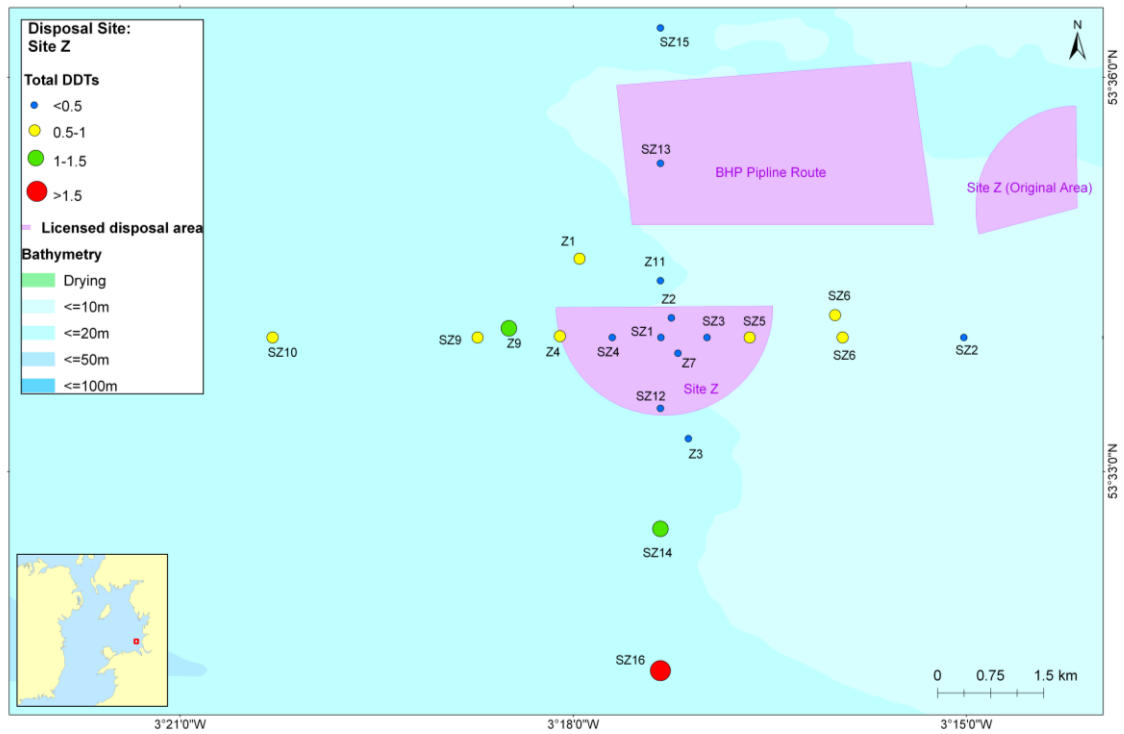 Disposal Site:
Site Z
Total DDTs
<0.5
0.5-1
1-1.5
>1.5
Licensed disposal area
Bathymetry
Drying
<=10m
<=20m
<=50m
<=100m
N
SZ15
53°36'0"N
SZ13
BHP Pipline Route
Site Z (Original Area)
Z1
Z11
Z2
SZ6
SZ10
SZ9
Z9
Z4
SZ4
SZ1
SZ3
SZ5
SZ6
SZ2
Z7
Site Z
SZ12
Z3
53°33'0"N
SZ14
SZ16
0 0.75 1.5 km
3°21'0"W 3°18'0"W 3°15'0"W